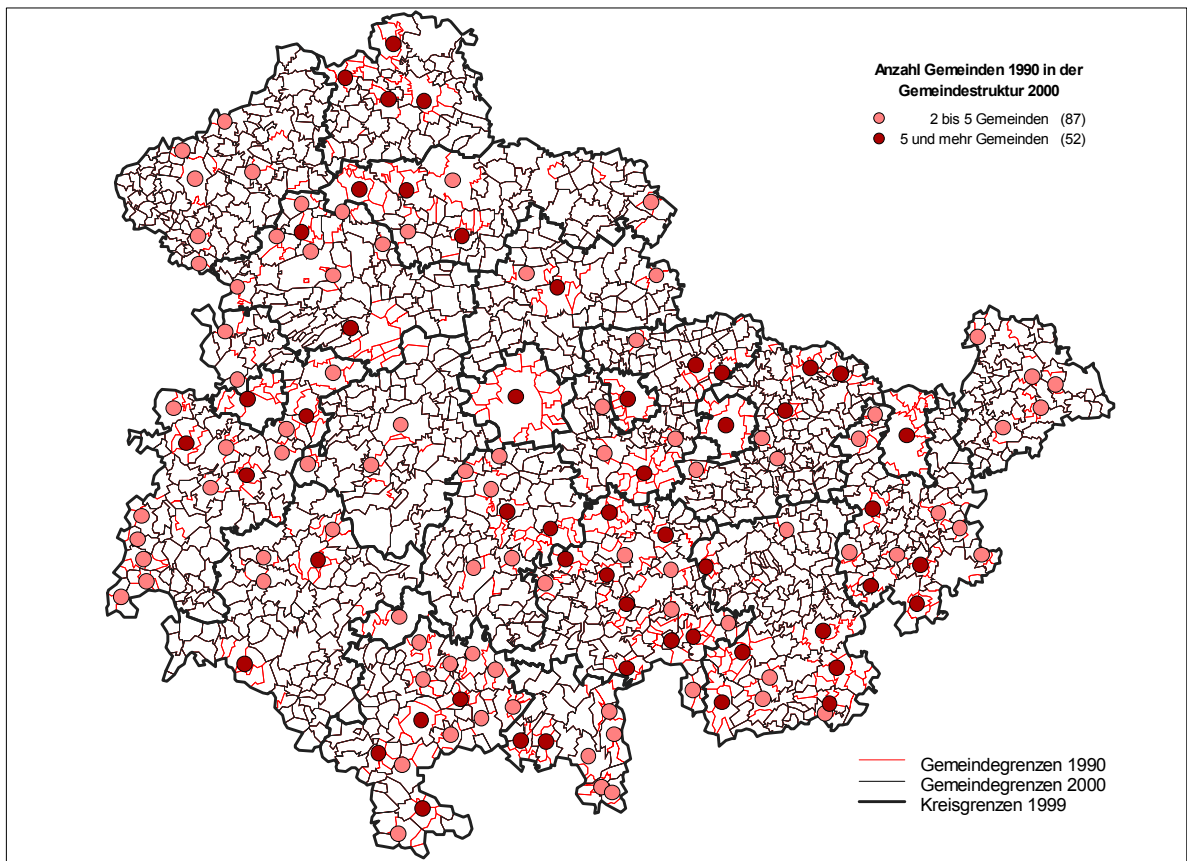 Anzahl Gemeinden 1990 in der
Gemeindestruktur 2000
2 bis 5 Gemeinden (87)
5 und mehr Gemeinden (52)
Gemeindegrenzen 1990
Gemeindegrenzen 2000
Kreisgrenzen 1999